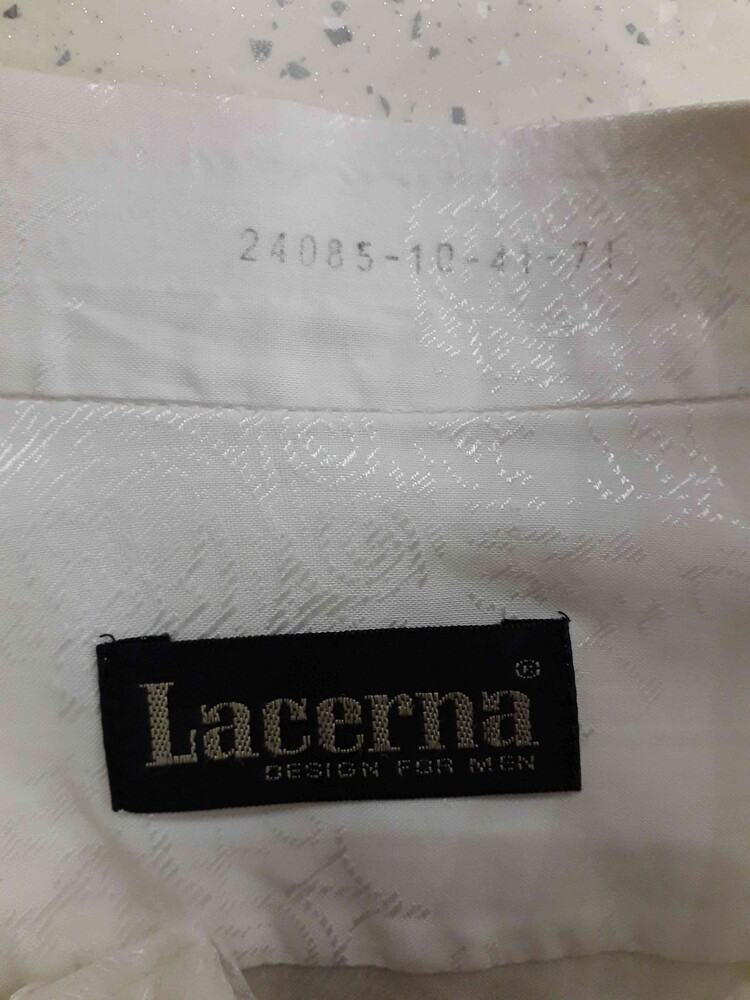 24085-10-41-71
Lacerna®
DESIGN FOR MEN